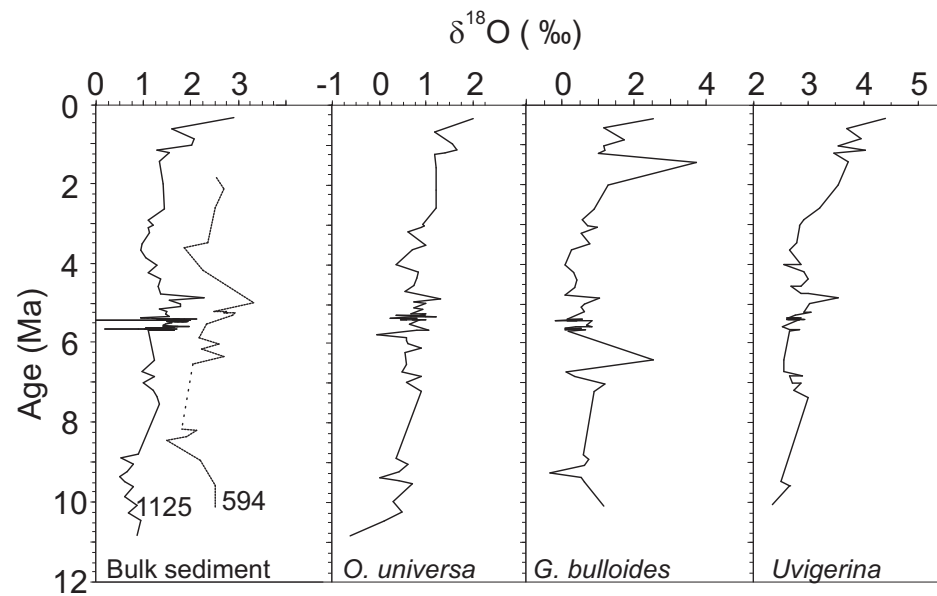 δ18O ( ‰)
0 1 3
-1 0 1 2
0 2 4
2 3 4 5
Age (Ma)
0
2
4
6
8
10
12
1125
594
Bulk sediment
O. universa
G. bulloides
Uvigerina